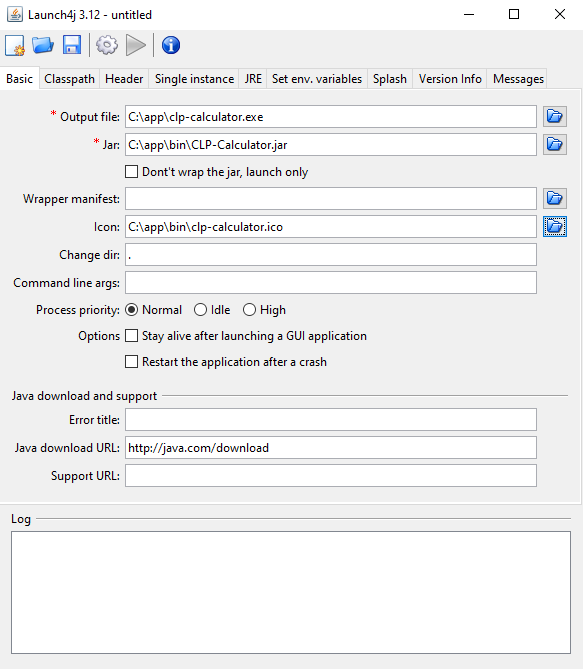 Launch4j 3.12 - untitled
Basic Classpath Header Single instance JRE Set env. variables Splash Version Info Messages
* Output file: C:\app\clp-calculator.exe
* Jar: C:\app\bin\CLP-Calculator.jar
Dont't wrap the jar, launch only
Wrapper manifest:
Icon: C:\app\bin\clp-calculator.ico
Change dir: .
Command line args:
Process priority: Normal Idle High
Options Stay alive after launching a GUI application
Restart the application after a crash
Java download and support
Error title:
Java download URL: http://java.com/download
Support URL:
Log